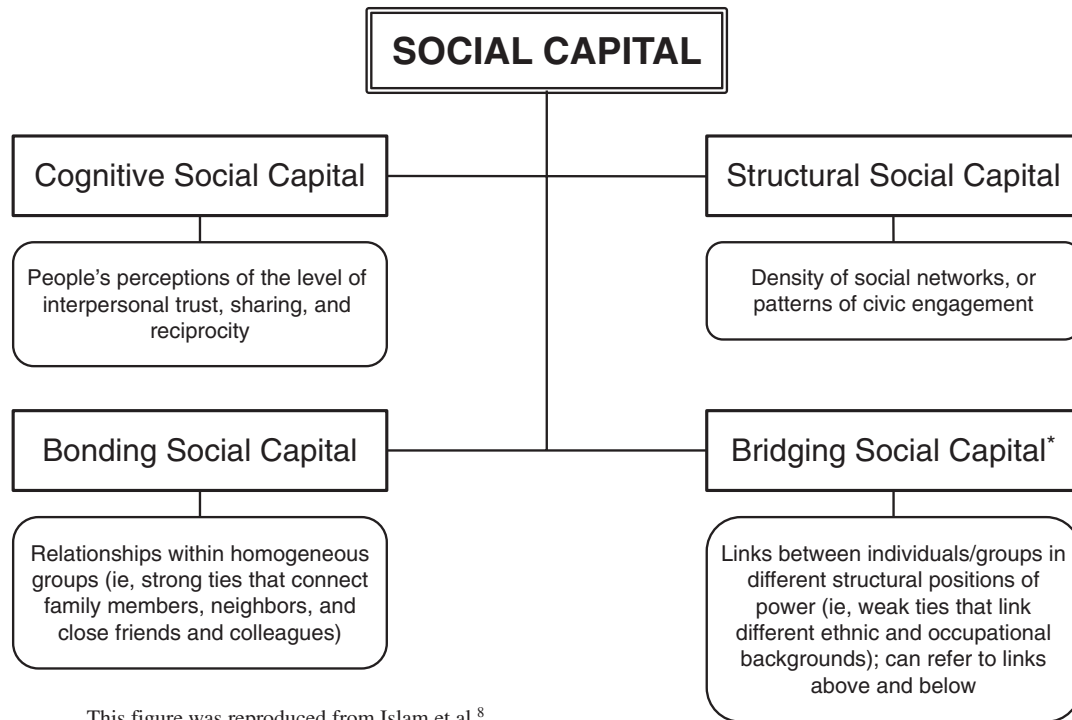 SOCIAL CAPITAL
Cognitive Social Capital
People's perceptions of the level of
interpersonal trust, sharing, and
reciprocity
Structural Social Capital
Density of social networks, or
patterns of civic engagement
Bonding Social Capital
Relationships within homogeneous
groups (ie, strong ties that connect
family members, neighbors, and
close friends and colleagues)
Bridging Social Capital*
Links between individuals/groups in
different structural positions of
power (ie, weak ties that link
different ethnic and occupational
backgrounds); can refer to links
above and below
This figure was reproduced from Islam et al.8